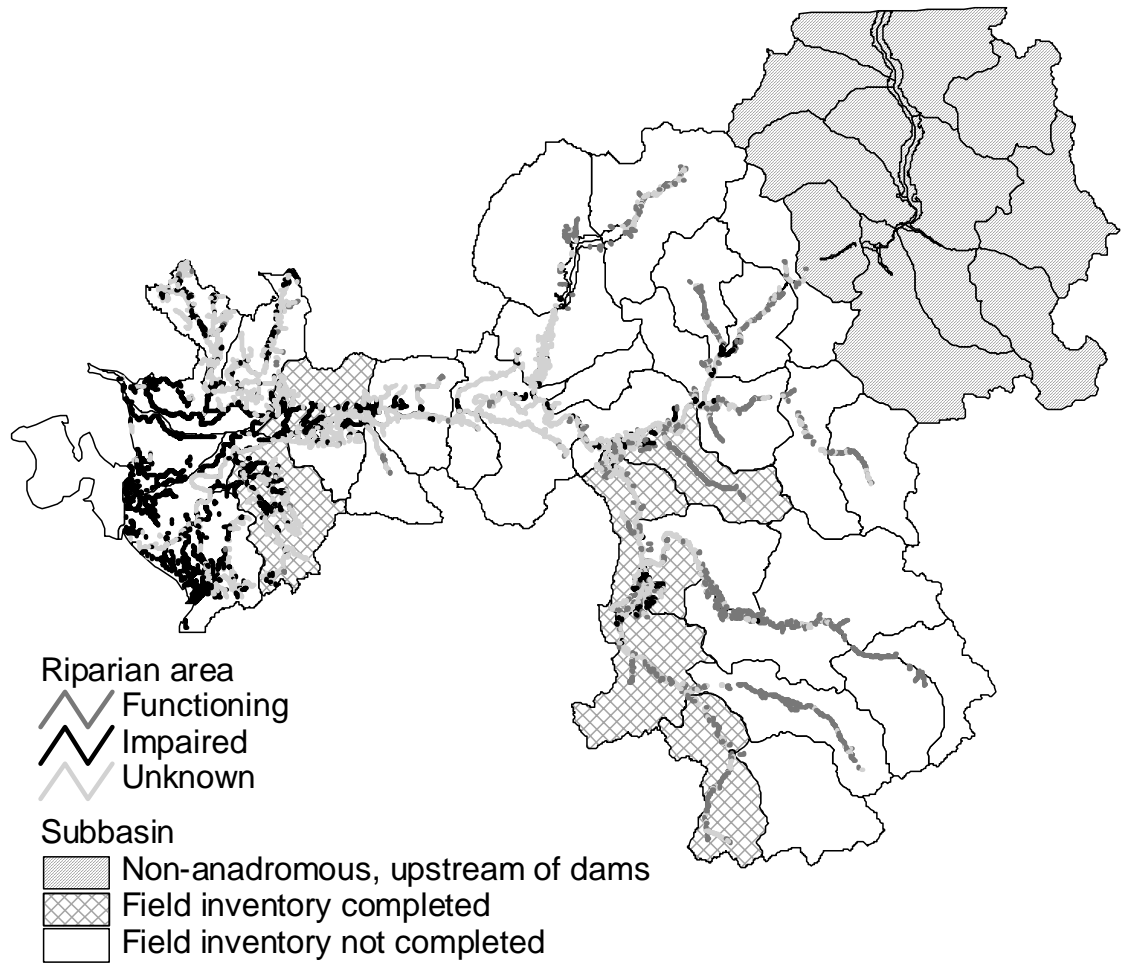 Riparian area
Functioning
Impaired
Unknown
Subbasin
Non-anadromous, upstream of dams
Field inventory completed
Field inventory not completed